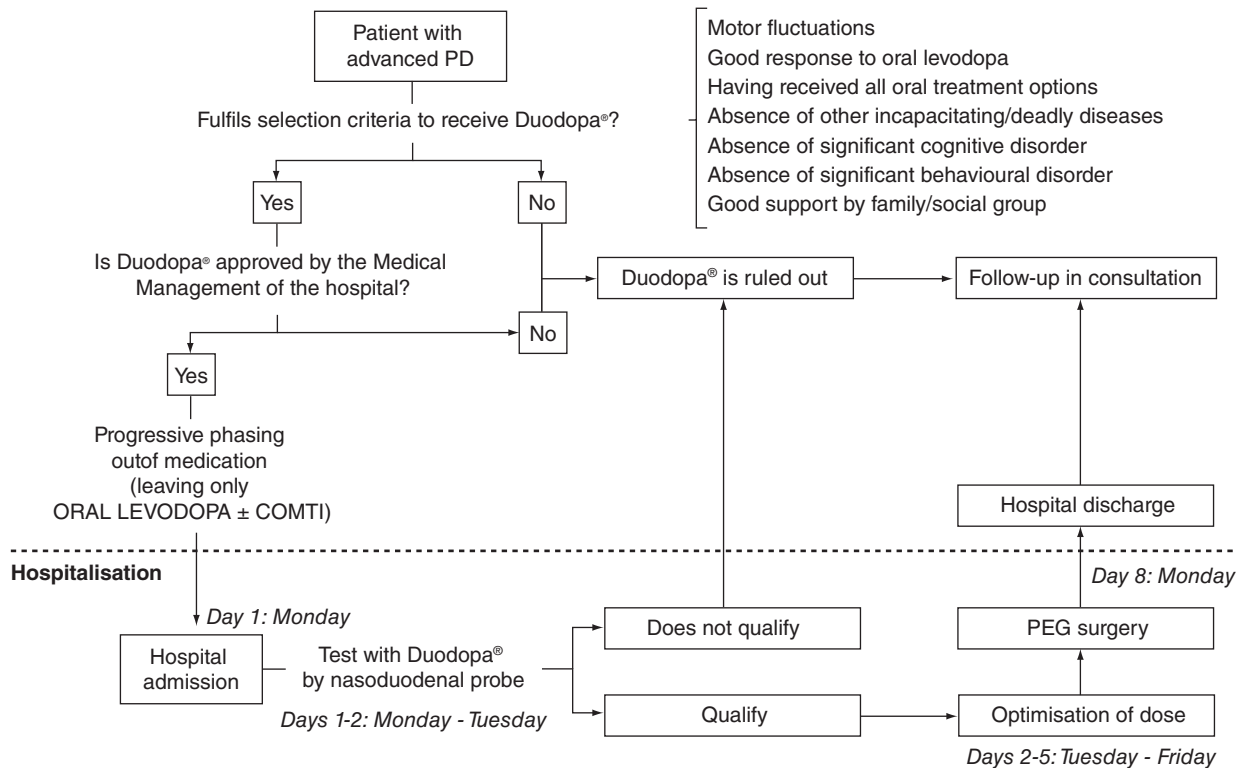 Patient with
advanced PD
Fulfils selection criteria to receive Duodopa®?
Motor fluctuations
Good response to oral levodopa
Having received all oral treatment options
Absence of other incapacitating/deadly diseases
Absence of significant cognitive disorder
Absence of significant behavioural disorder
Good support by family/social group
Yes
No
Is Duodopa® approved by the Medical
Management of the hospital?
Duodopa® is ruled out
Follow-up in consultation
No
Yes
Progressive phasing
outof medication
(leaving only
ORAL LEVODOPA ± COMTI)
Hospital discharge
Hospitalisation
Day 8: Monday
Day 1: Monday
Hospital
admission
Test with Duodopa®
by nasoduodenal probe
Days 1-2: Monday - Tuesday
Does not qualify
PEG surgery
Qualify
Optimisation of dose
Days 2-5: Tuesday - Friday